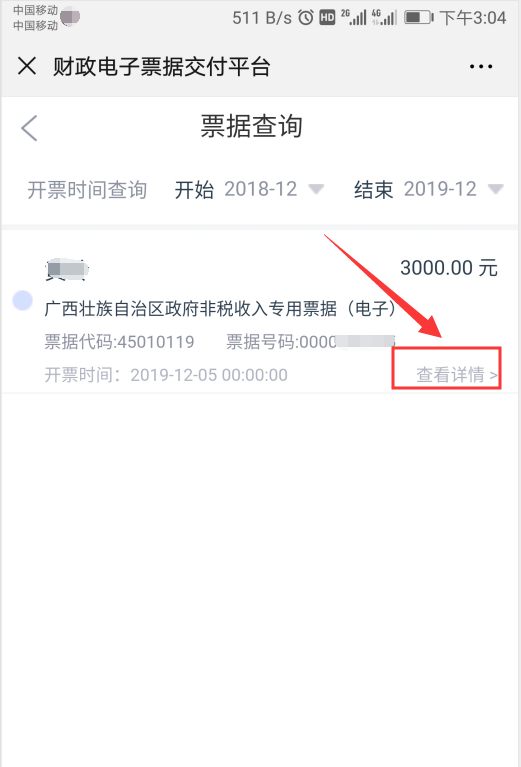 中国移动
中国移动
511 B/s HD 2G 4G 下午3:04
财政电子票据交付平台
票据查询
开票时间查询 开始 2018-12 结束 2019-12
3000.00 元
广西壮族自治区政府非税收入专用票据（电子）
票据代码:45010119 票据号码:0000
开票时间：2019-12-05 00:00:00
查看详情 >